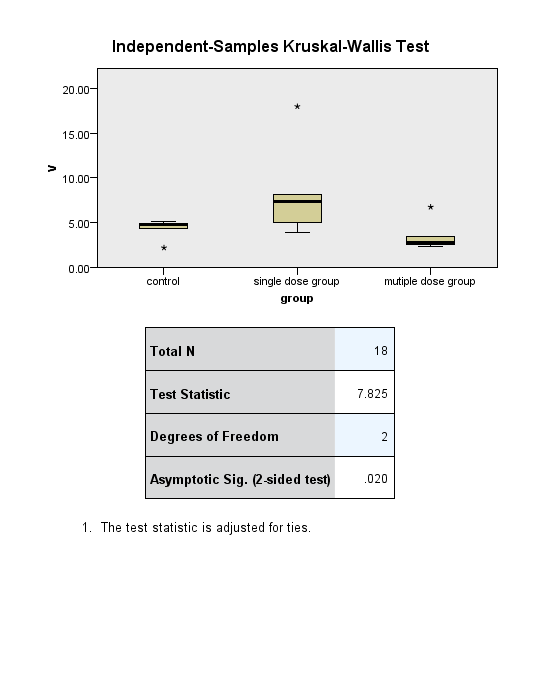 Independent-Samples Kruskal-Wallis Test
20.00
15.00
10.00
5.00
0.00
V
control
single dose group
mutiple dose group
group
Total N 18
Test Statistic 7.825
Degrees of Freedom 2
Asymptotic Sig. (2-sided test) .020
1. The test statistic is adjusted for ties.